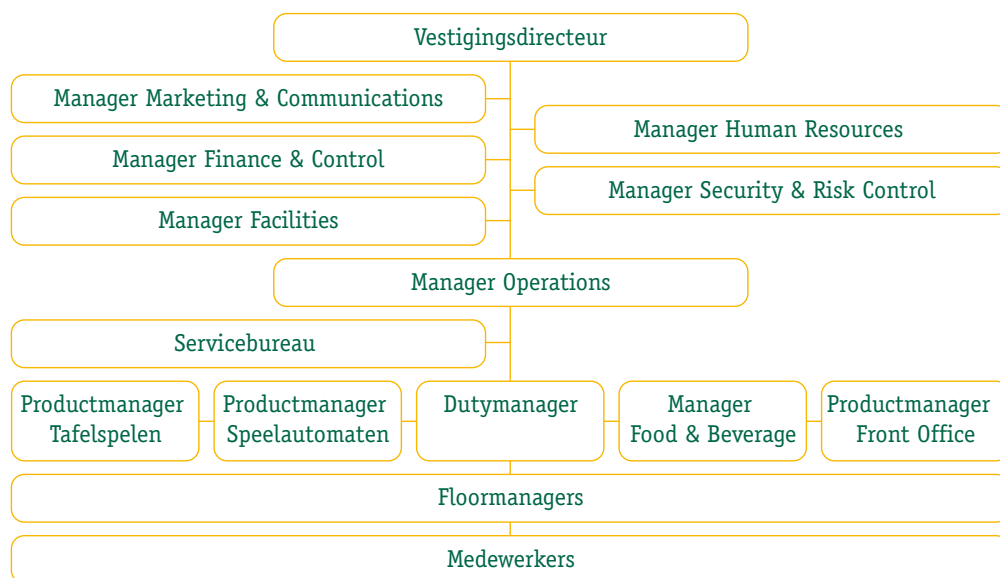 Vestigingsdirecteur
Manager Marketing & Communications
Manager Human Resources
Manager Finance & Control
Manager Security & Risk Control
Manager Facilities
Manager Operations
Servicebureau
Productmanager
Tafelspelen
Productmanager
Speelautomaten
Dutymanager
Manager
Food & Beverage
Productmanager
Front Office
Floormanagers
Medewerkers